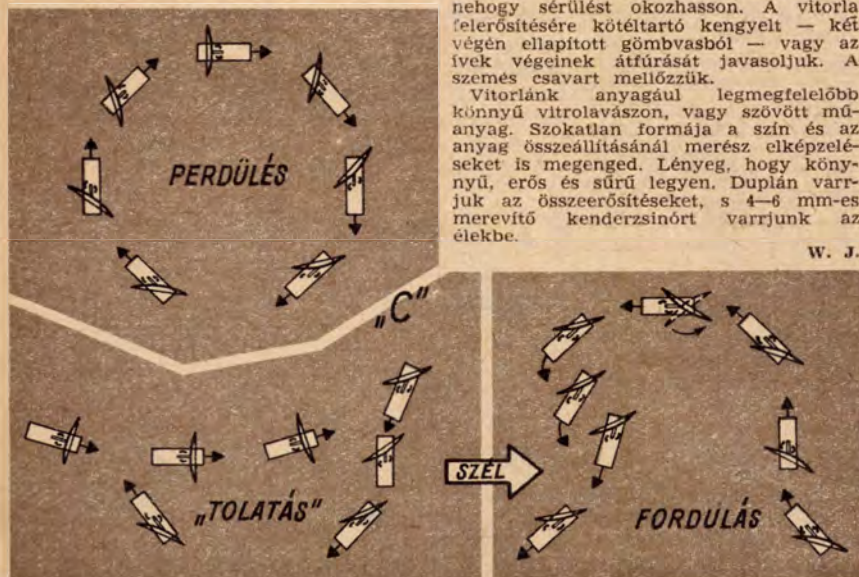 nehogy sérülést okozhasson. A vitorla
felerősítésére kötéltartó kengyelt — két
végén ellapított gömbvasból — vagy az
ívek végeinek átfúrását javasoljuk. A
szemés csavart mellőzzük.
Vitorlánk anyagául legmegfelelőbb
könnyű vitrolavászon, vagy szövött mű-
anyag. Szokatlan formája a szín és az
anyag összeállításánál merész elképzelé-
seket is megenged. Lényeg, hogy köny-
nyű, erős és sűrű legyen. Duplán varr-
juk az összeerősítéseket, s 4—6 mm-es
merevítő kenderzsinórt varrjunk az
élekbe.
W. J.
PERDÜLÉS
„C"
„TOLATÁS"
SZÉL
FORDULÁS